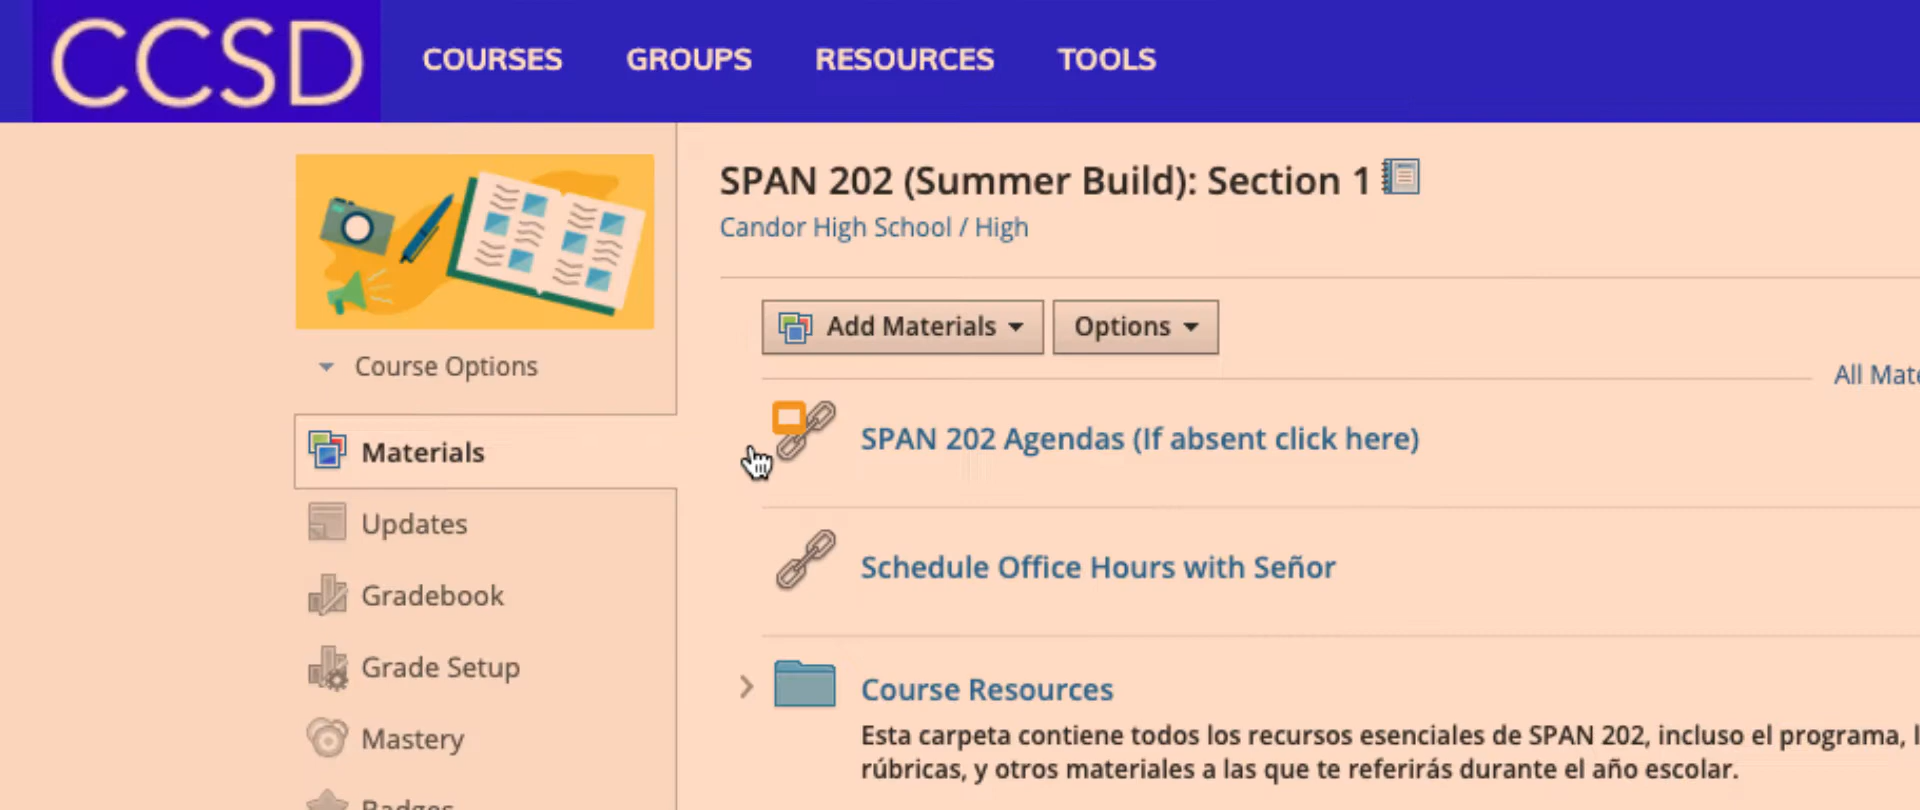 CCSD
COURSES GROUPS RESOURCES TOOLS
SPAN 202 (Summer Build): Section 1
Candor High School / High
Add Materials Options
All
Course Options
Materials
Updates
Gradebook
Grade Setup
Mastery
Badges
SPAN 202 Agendas (If absent click here)
Schedule Office Hours with Señor
Course Resources
Esta carpeta contiene todos los recursos esenciales de SPAN 202, incluso el programa,
rúbricas, y otros materiales a las que te referirás durante el año escolar.